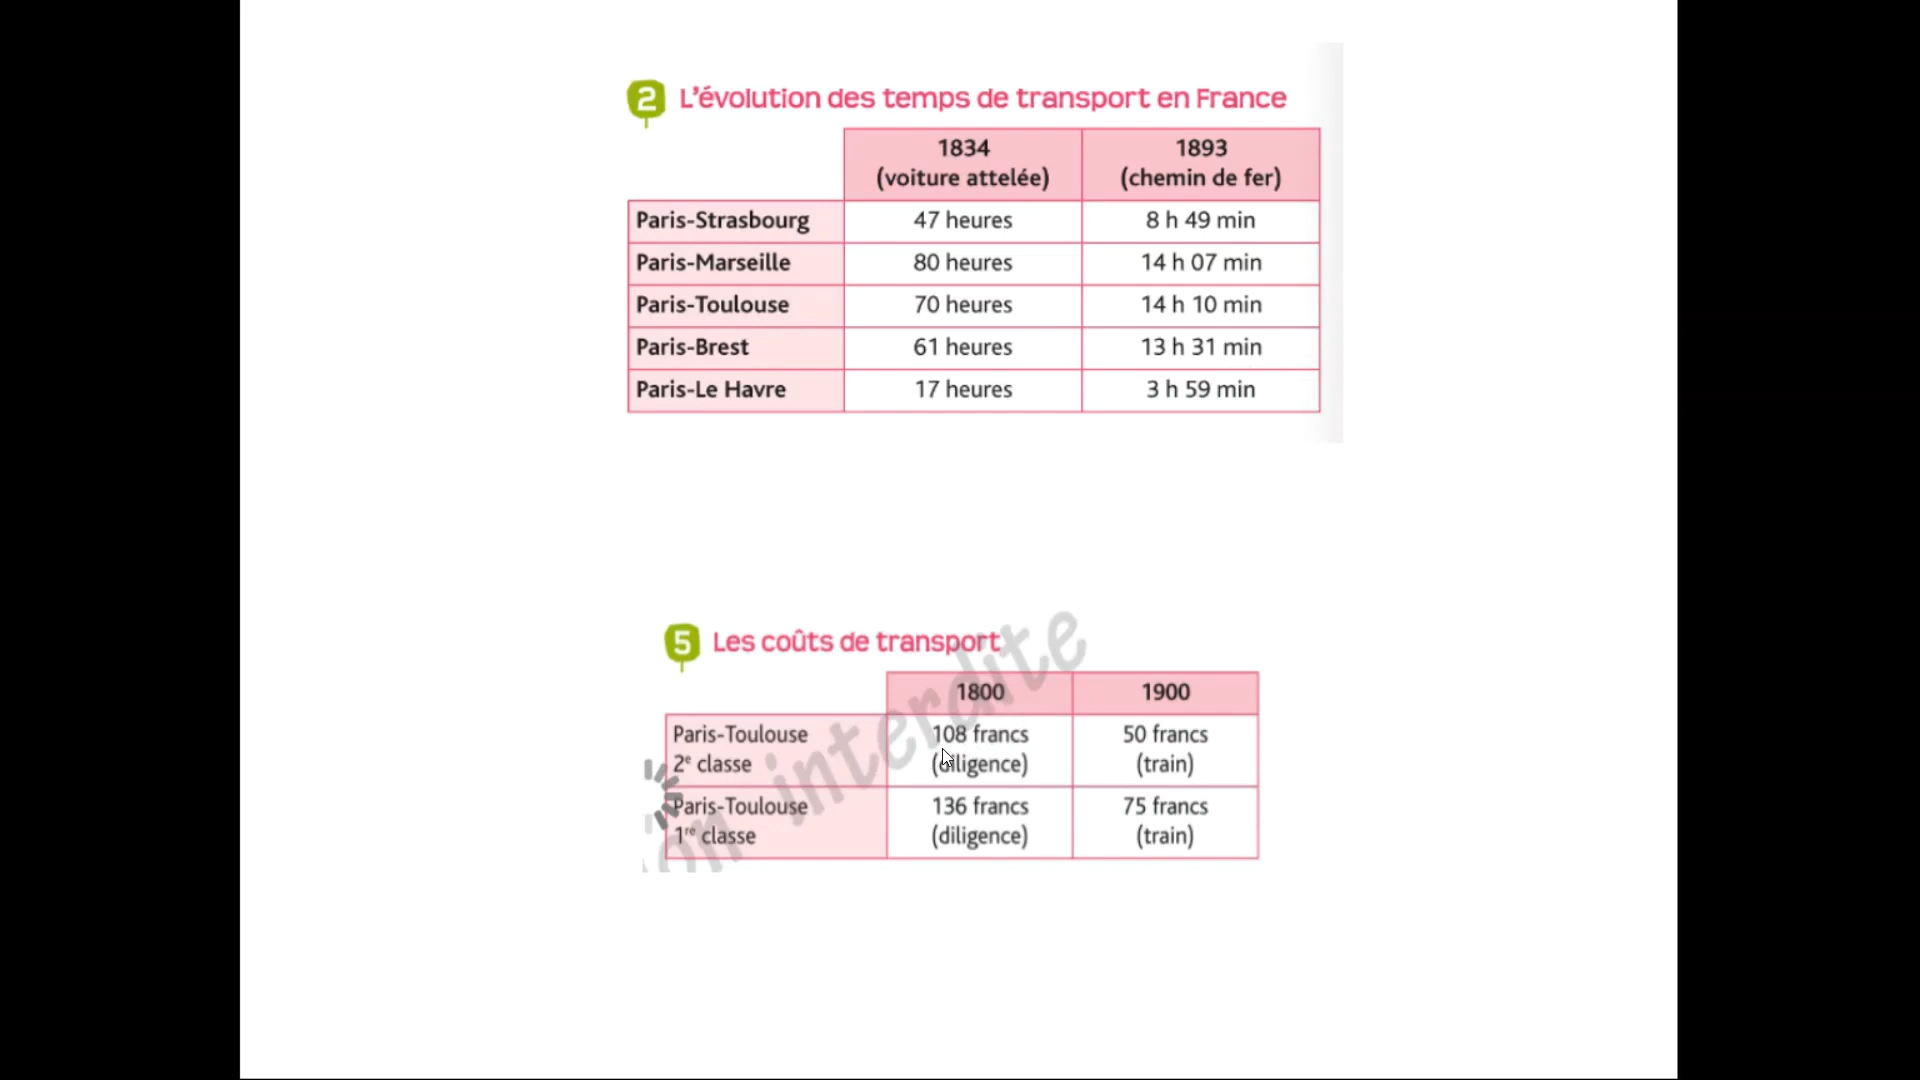 2 L'évolution des temps de transport en France
1834 1893
(voiture attelée) (chemin de fer)
Paris-Strasbourg 47 heures 8 h 49 min
Paris-Marseille 80 heures 14 h 07 min
Paris-Toulouse 70 heures 14 h 10 min
Paris-Brest 61 heures 13 h 31 min
Paris-Le Havre 17 heures 3 h 59 min
5 Les coûts de transport
1800 1900
Paris-Toulouse 108 francs 50 francs
2e classe (diligence) (train)
Paris-Toulouse 136 francs 75 francs
1re classe (diligence) (train)
on interdite